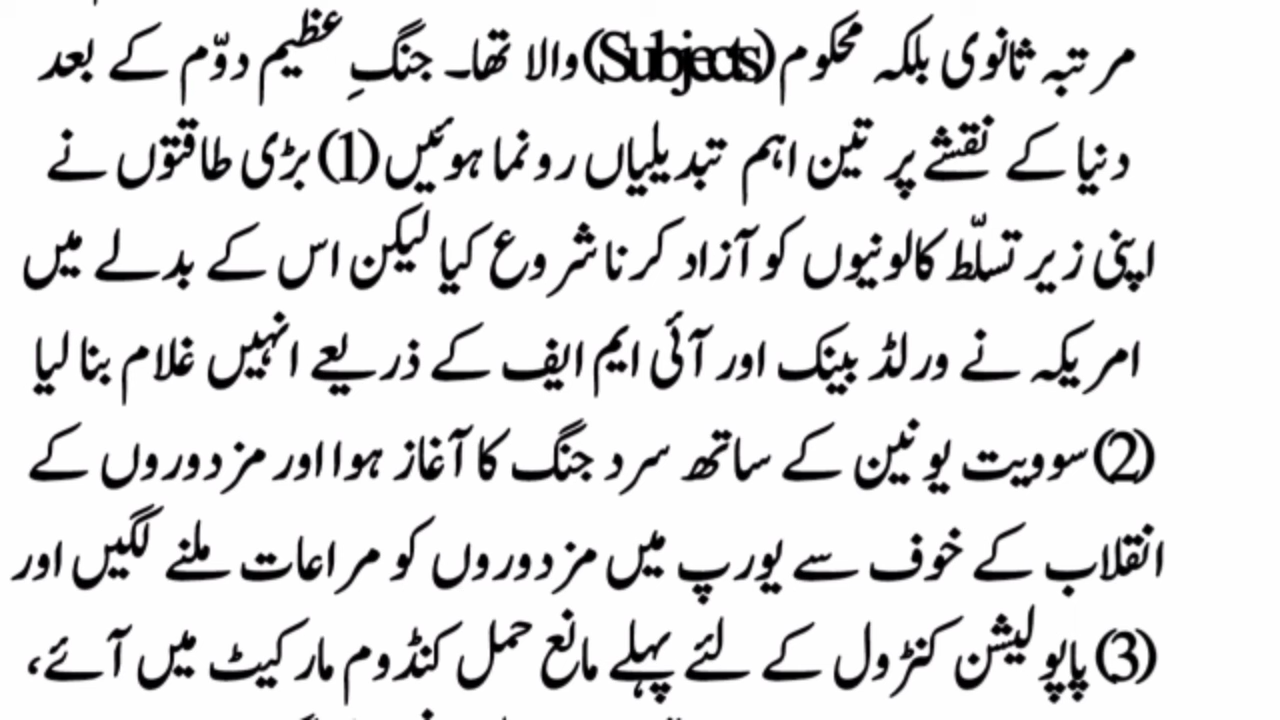 مرتبہ ثانوی بلکہ محکوم (Subjects) والا تھا۔ جنگِ عظیم دوّم کے بعد
دنیا کے نقشے پر تین اہم تبدیلیاں رونما ہوئیں (1) بڑی طاقتوں نے
اپنی زیر تسلّط کالونیوں کو آزاد کرنا شروع کیا لیکن اس کے بدلے میں
امریکہ نے ورلڈ بینک اور آئی ایم ایف کے ذریعے انہیں غلام بنا لیا
(2) سوویت یونین کے ساتھ سرد جنگ کا آغاز ہوا اور مزدوروں کے
انقلاب کے خوف سے یورپ میں مزدوروں کو مراعات ملنے لگیں اور
(3) پاپولیشن کنٹرول کے لئے پہلے مانع حمل کنڈوم مارکیٹ میں آئے،